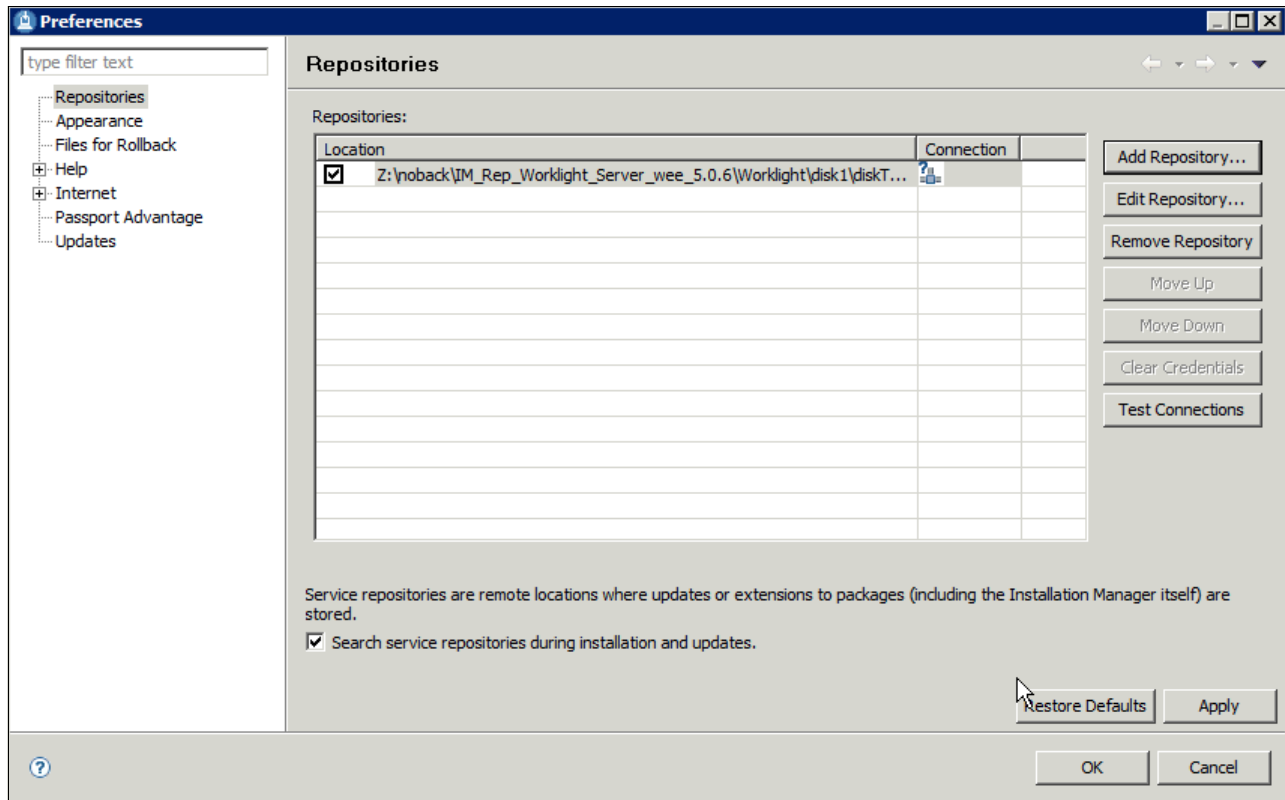 Preferences
type filter text
Repositories
Appearance
Files for Rollback
Help
Internet
Passport Advantage
Updates
Repositories
Repositories:
Location Connection
Z:\noback\IM_Rep_Worklight_Server_wee_5.0.6\Worklight\disk1\diskT...
Add Repository...
Edit Repository...
Remove Repository
Move Up
Move Down
Clear Credentials
Test Connections
Service repositories are remote locations where updates or extensions to packages (including the Installation Manager itself) are
stored.
Search service repositories during installation and updates.
Restore Defaults Apply
OK Cancel